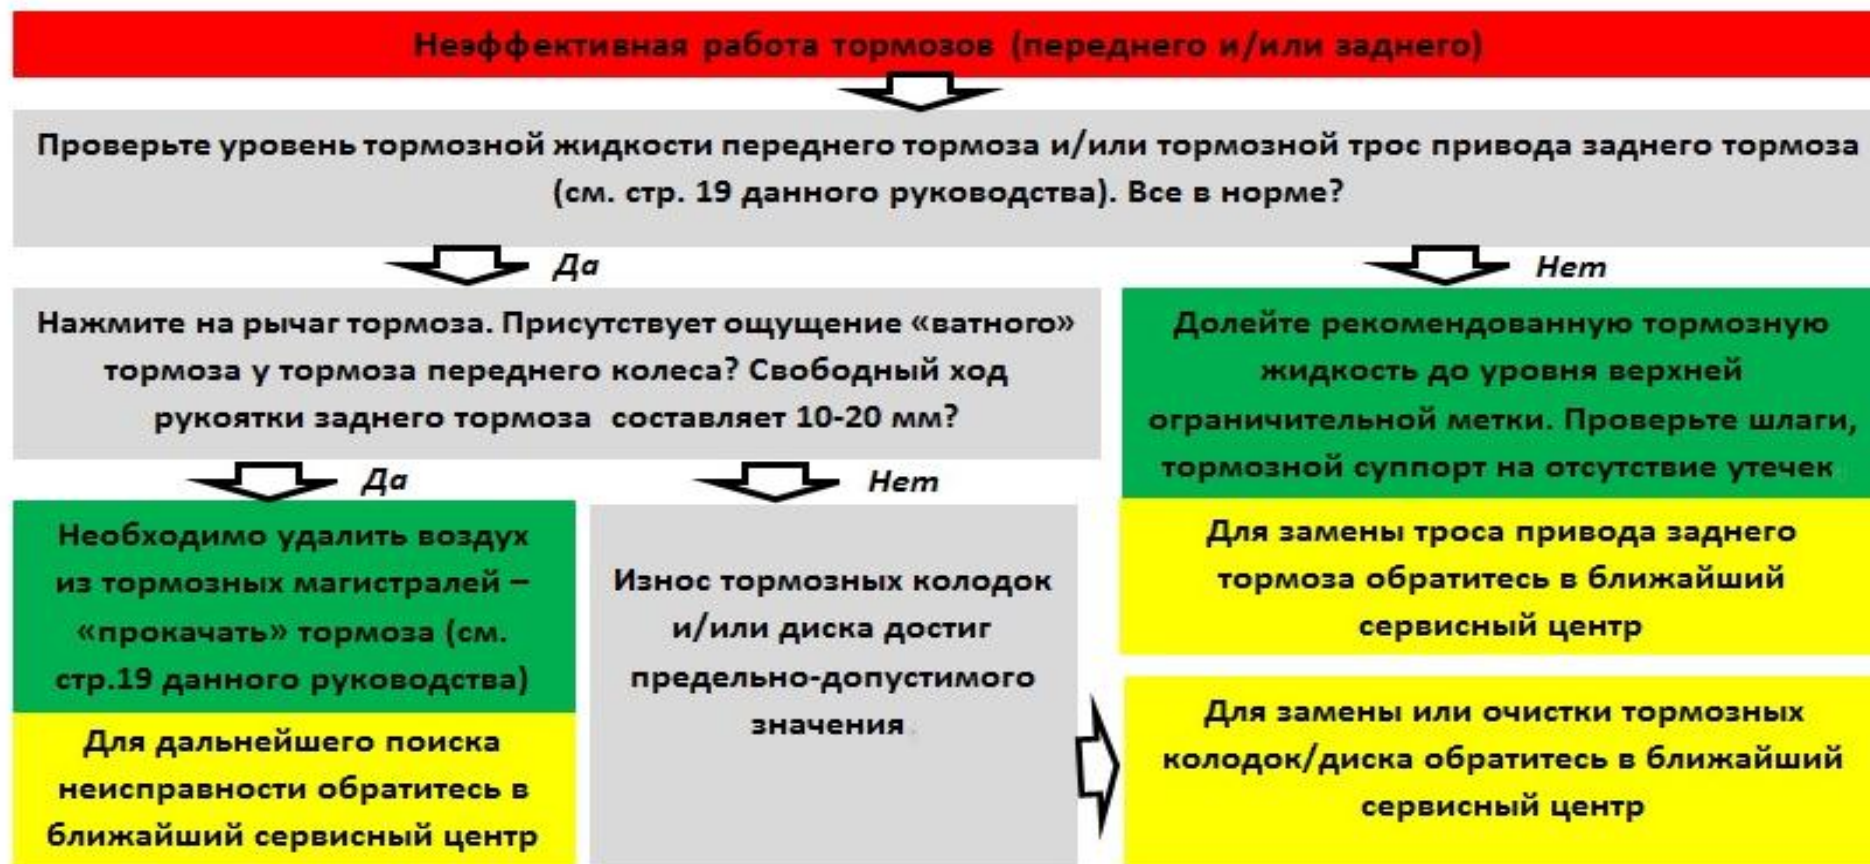 Неэффективная работа тормозов (переднего и/или заднего)
Проверьте уровень тормозной жидкости переднего тормоза и/или тормозной трос привода заднего тормоза
(см. стр. 19 данного руководства). Все в норме?
Да
Нет
Нажмите на рычаг тормоза. Присутствует ощущение «ватного»
тормоза у тормоза переднего колеса? Свободный ход
рукоятки заднего тормоза составляет 10-20 мм?
Долейте рекомендованную тормозную
жидкость до уровня верхней
ограничительной метки. Проверьте шлаги,
тормозной суппорт на отсутствие утечек
Для замены троса привода заднего
тормоза обратитесь в ближайший
сервисный центр
Да
Нет
Необходимо удалить воздух
из тормозных магистралей –
«прокачать» тормоза (см.
стр.19 данного руководства)
Для дальнейшего поиска
неисправности обратитесь в
ближайший сервисный центр
Износ тормозных колодок
и/или диска достиг
предельно-допустимого
значения.
Для замены или очистки тормозных
колодок/диска обратитесь в ближайший
сервисный центр